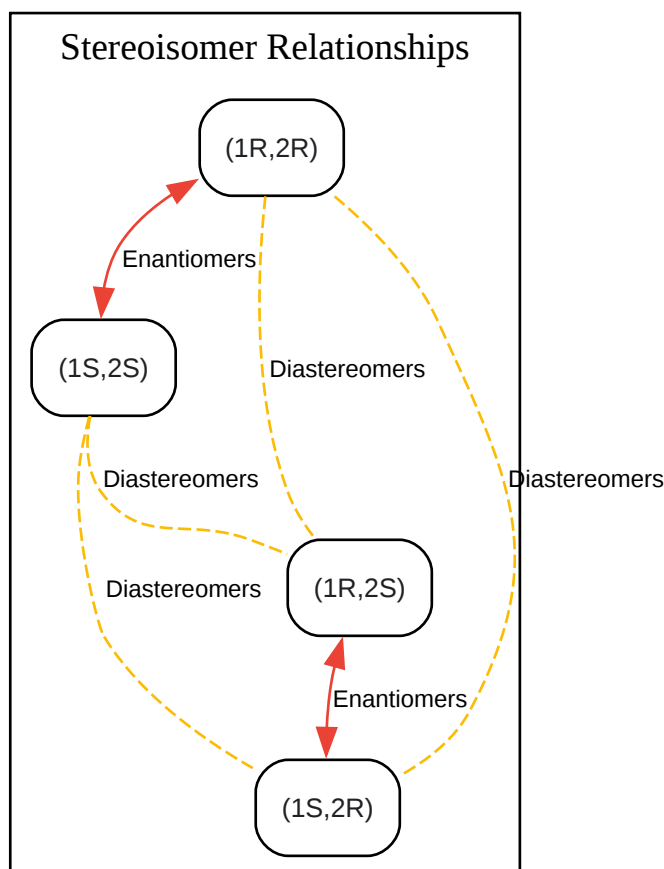 Stereoisomer Relationships
(1R,2R)
Enantiomers
(1S,2S)
Diastereomers
Diastereomers
Diastereomers
Diastereomers
(1R,2S)
Enantiomers
(1S,2R)